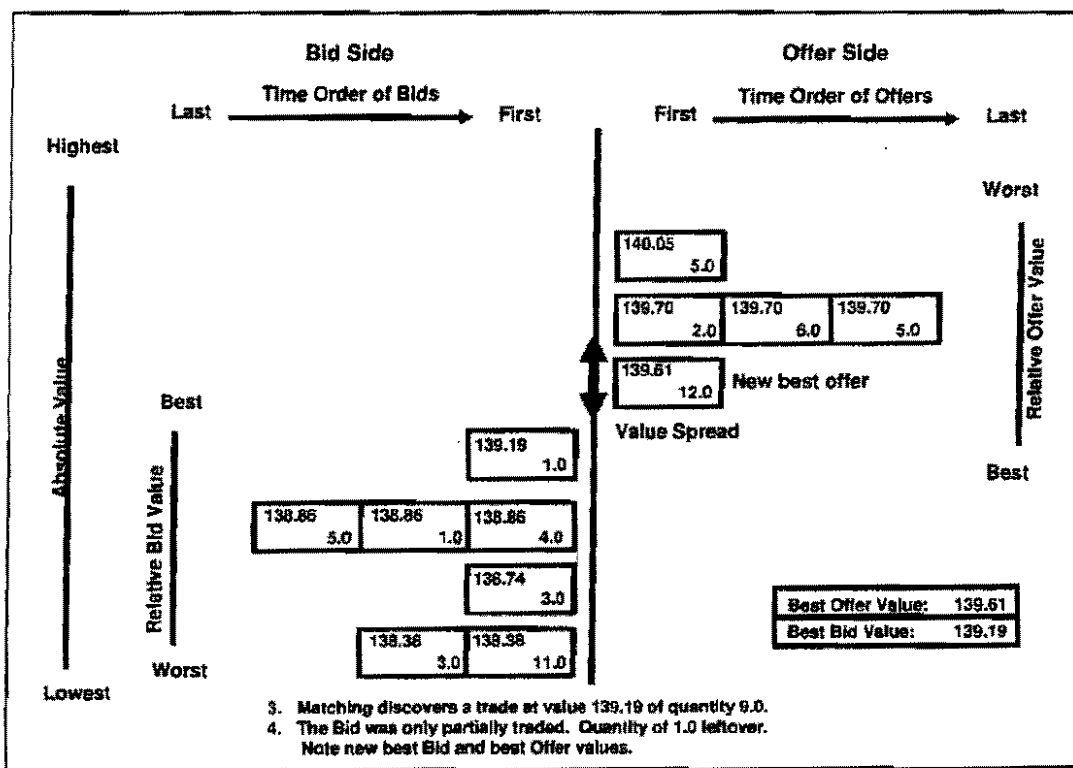 Bid Side
Offer Side
Time Order of Bids
Time Order of Offers
Last
First
First
Last
Highest
Worst
140.05
5.0
139.70
2.0
139.70
6.0
139.70
5.0
139.61
12.0
New best offer
Value Spread
Relative Offer Value
Best
Absolute Value
Best
139.19
1.0
138.86
5.0
138.86
1.0
138.86
4.0
Relative Bid Value
138.74
3.0
138.38
3.0
138.38
11.0
Worst
Lowest
Best Offer Value: 139.61
Best Bid Value: 139.19
3. Matching discovers a trade at value 139.19 of quantity 9.0.
4. The Bid was only partially traded. Quantity of 1.0 leftover.
Note new best Bid and best Offer values.